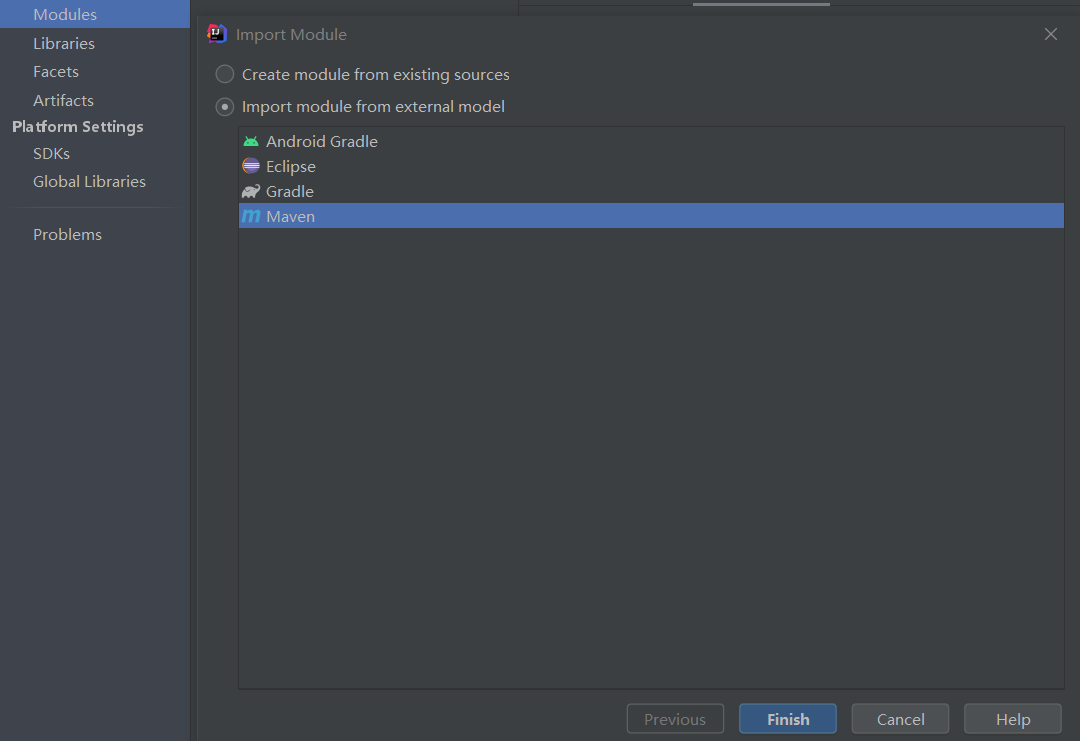 Modules
Libraries
Facets
Artifacts
Platform Settings
SDKs
Global Libraries
Problems
Import Module
Create module from existing sources
Import module from external model
Android Gradle
Eclipse
Gradle
Maven
Previous
Finish
Cancel
Help